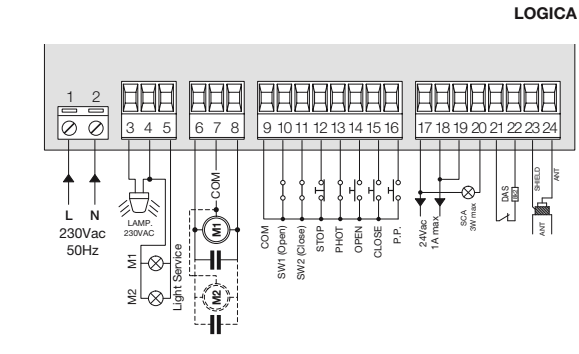 LOGICA
1 2
3 4 5
6 7 8
9 10 11 12 13 14 15 16
17 18 19 20 21 22 23 24
L N
230Vac
50Hz
LAMP.
230VAC
M1
M2
Light Service
COM
M1
M2
COM
SW1 (Open)
SW2 (Close)
STOP
PHOT
OPEN
CLOSE
P.P.
24Vac
1A max
SCA
3W max
DAS
8k2
SHIELD
ANT
ANT